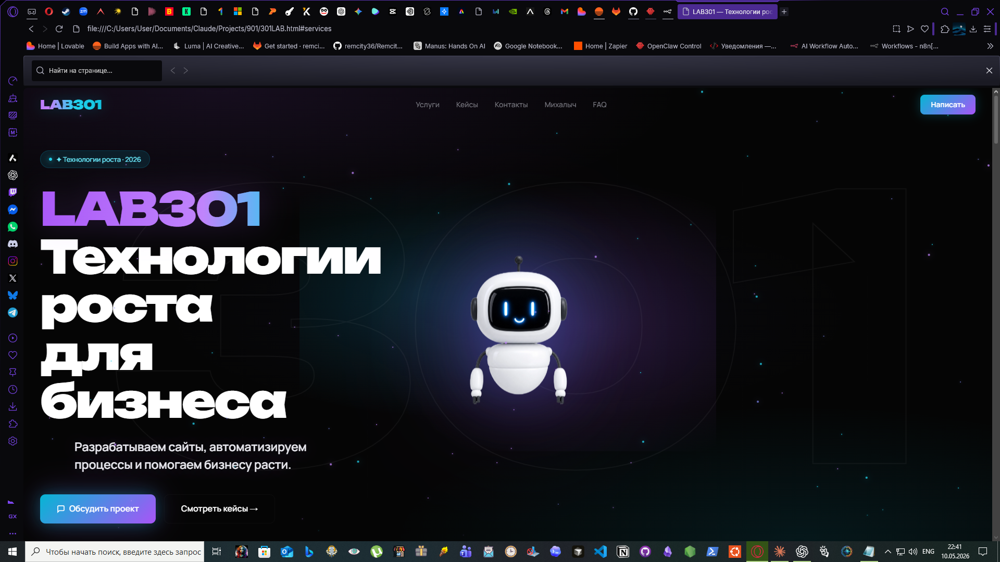 LAB301 — Технологии рос
file:///C:/Users/User/Documents/Claude/Projects/901/301LAB.html#services
Home | Lovable
Build Apps with AI...
Luma | AI Creative...
Get started · remci...
remcity36/Remcit...
Manus: Hands On AI
Google Notebook...
Home | Zapier
OpenClaw Control
Уведомления —...
AI Workflow Auto...
Workflows - n8n[...
Найти на странице...
LAB301
Услуги
Кейсы
Контакты
Михалыч
FAQ
Написать
✦ Технологии роста · 2026
LAB301
Технологии
роста
для
бизнеса
301
Разрабатываем сайты, автоматизируем
процессы и помогаем бизнесу расти.
Обсудить проект
Смотреть кейсы →
GX
Чтобы начать поиск, введите здесь запрос
ENG
22:41
10.05.2026